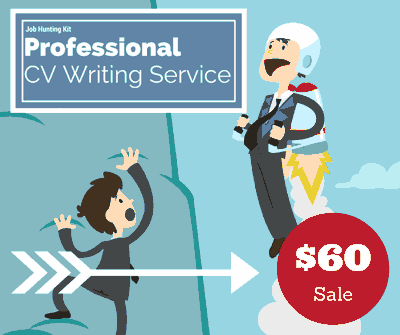 Job Hunting Kit
Professional
CV Writing Service
$60
Sale